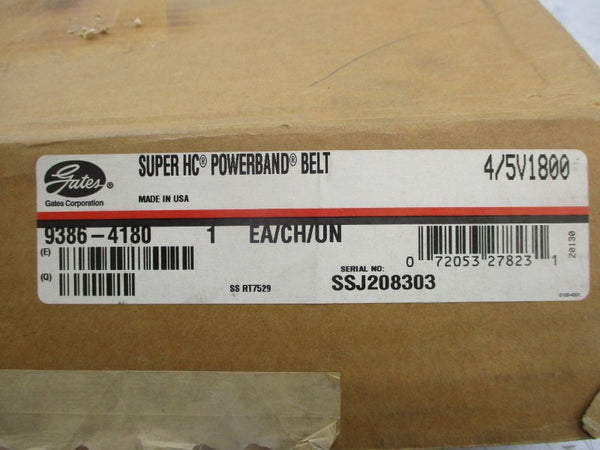 Gates®
Gates Corporation
SUPER HC® POWERBAND® BELT
4/5V1800
MADE IN USA
9386-4180 1 EA/CH/UN
(E)
(Q)
SS RT7529
SERIAL NO:
SSJ208303
0 72053 27823 1
Z0130